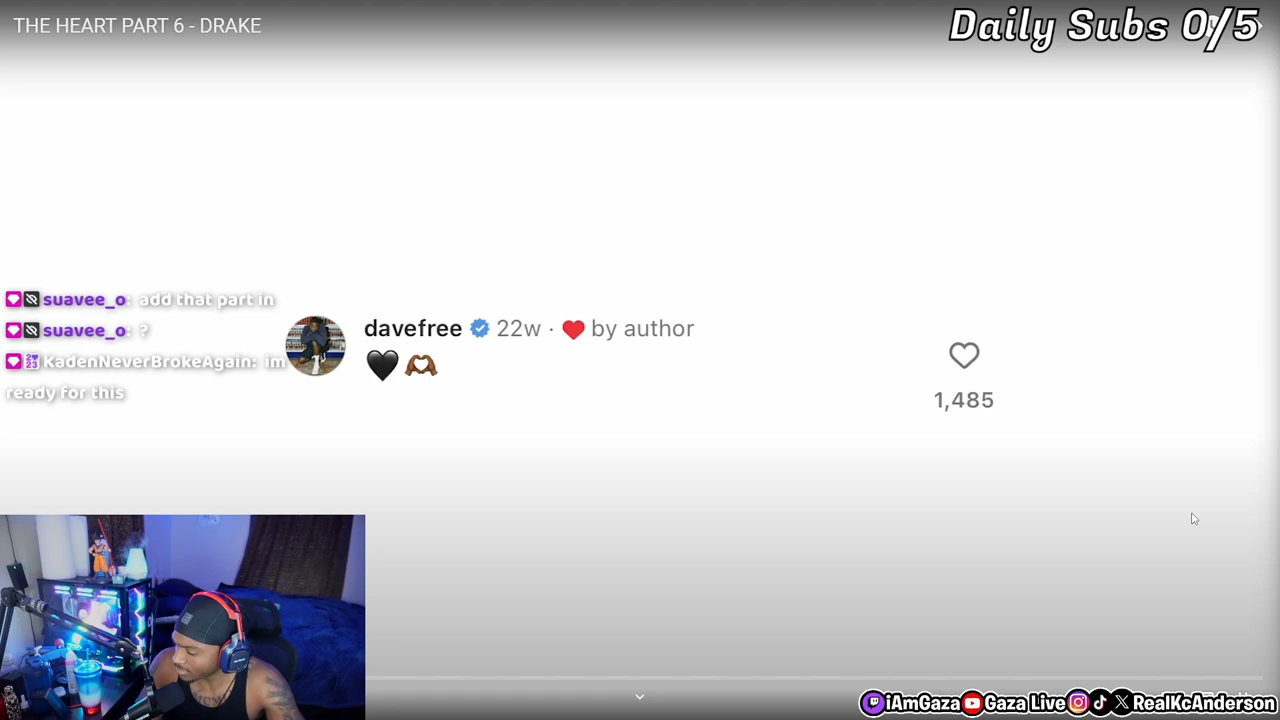 THE HEART PART 6 - DRAKE
Daily Subs 0/5
suavee_o: add that part in
suavee_o: ?
KadenNeverBrokeAgain: im
ready for this
davefree 22w · ❤️ by author
🖤 🫶🏾
1,485
iAmGaza Gaza Live RealKcAnderson